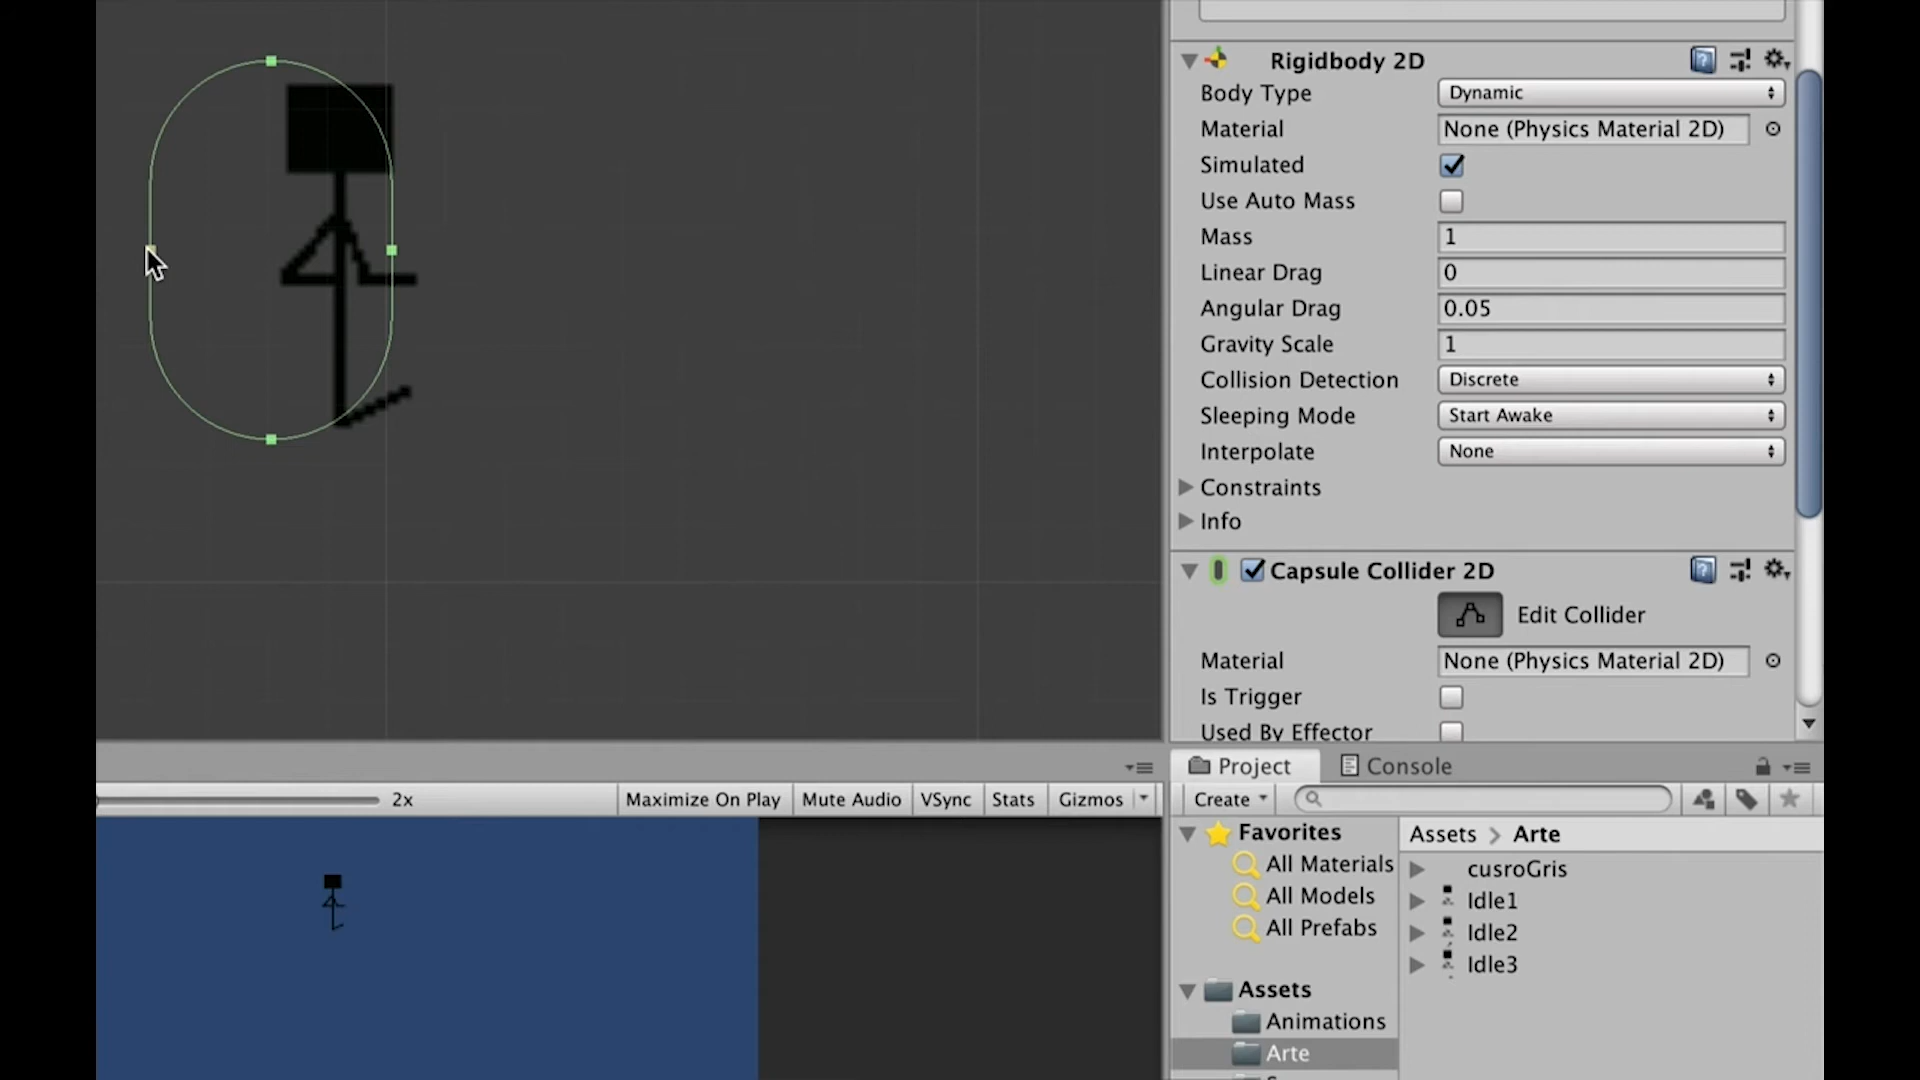 Rigidbody 2D
Body Type Dynamic
Material None (Physics Material 2D)
Simulated
Use Auto Mass
Mass 1
Linear Drag 0
Angular Drag 0.05
Gravity Scale 1
Collision Detection Discrete
Sleeping Mode Start Awake
Interpolate None
Constraints
Info
Capsule Collider 2D
Edit Collider
Material None (Physics Material 2D)
Is Trigger
Used By Effector
2x Maximize On Play Mute Audio VSync Stats Gizmos
Project Console
Create
Favorites
All Materials
All Models
All Prefabs
Assets
Animations
Arte
Assets > Arte
cusroGris
Idle1
Idle2
Idle3